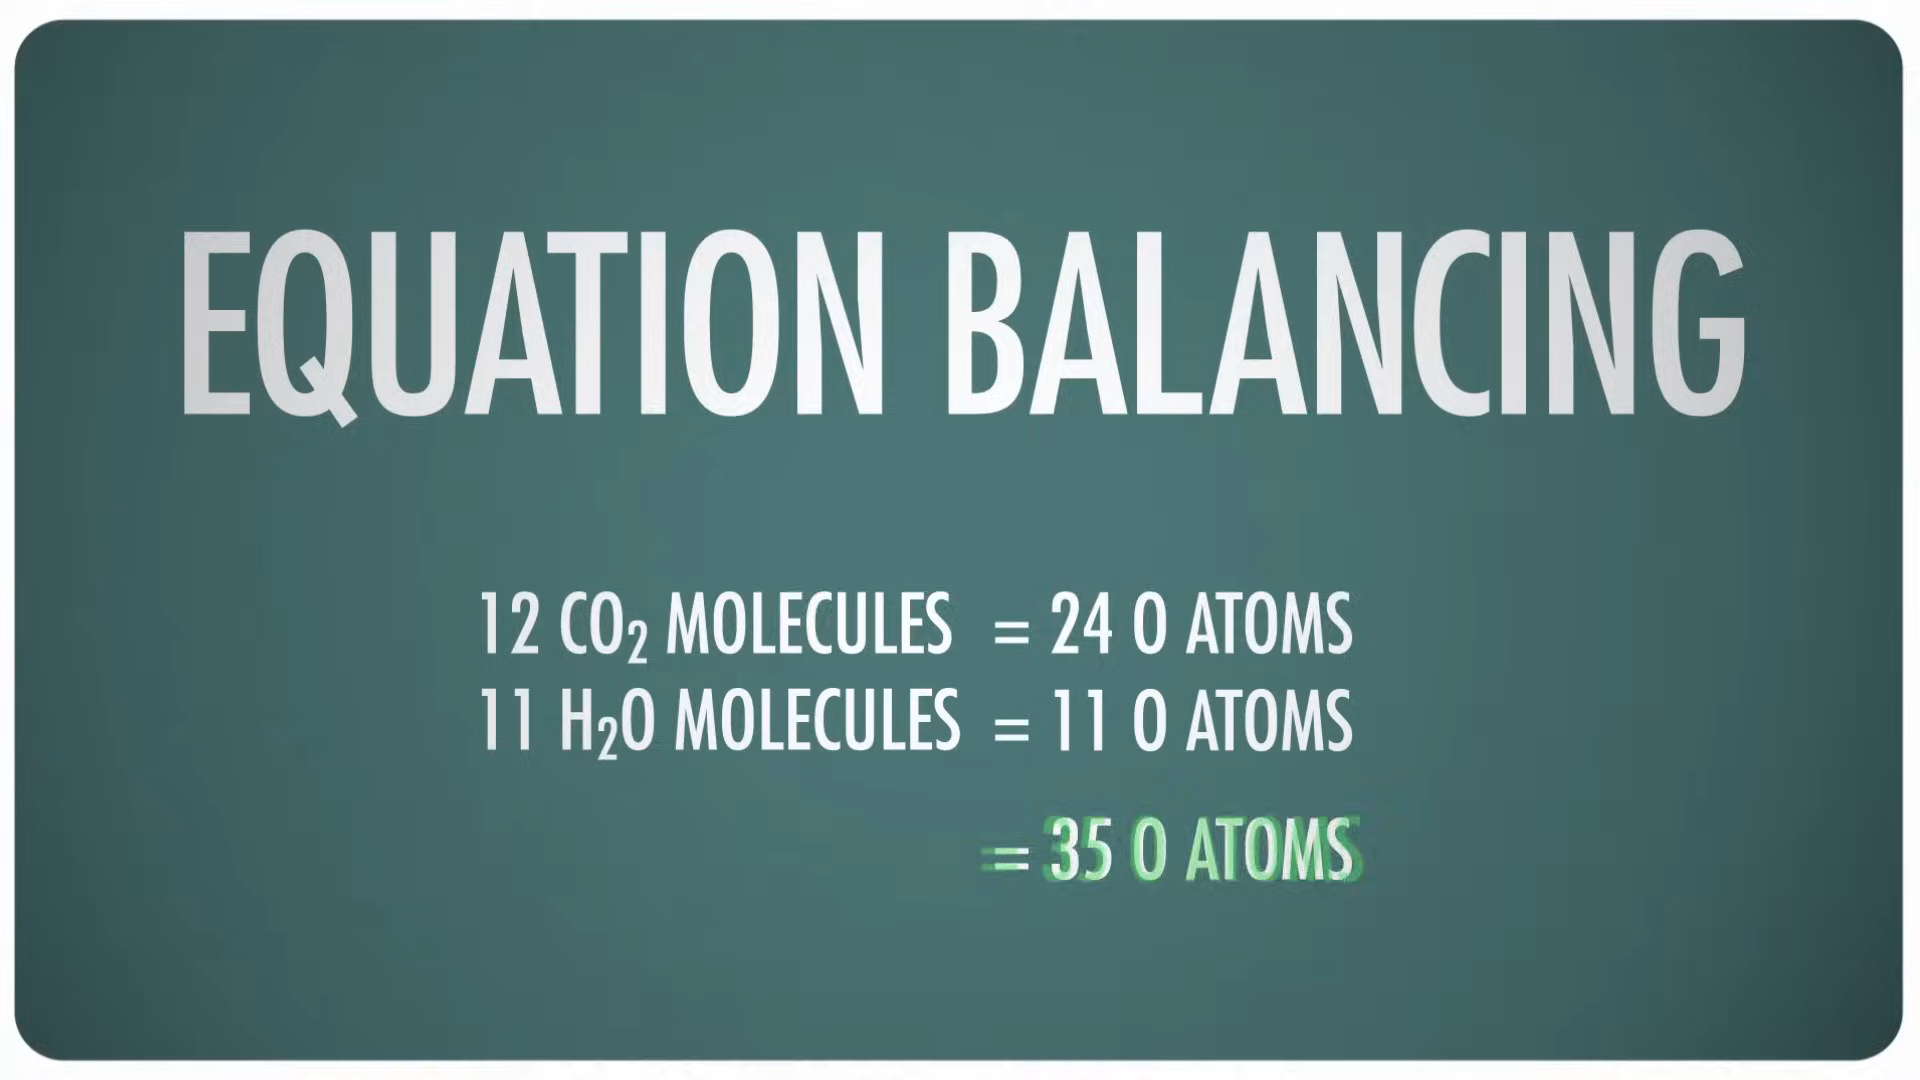 EQUATION BALANCING
12 CO₂ MOLECULES = 24 O ATOMS
11 H₂O MOLECULES = 11 O ATOMS
= 35 O ATOMS